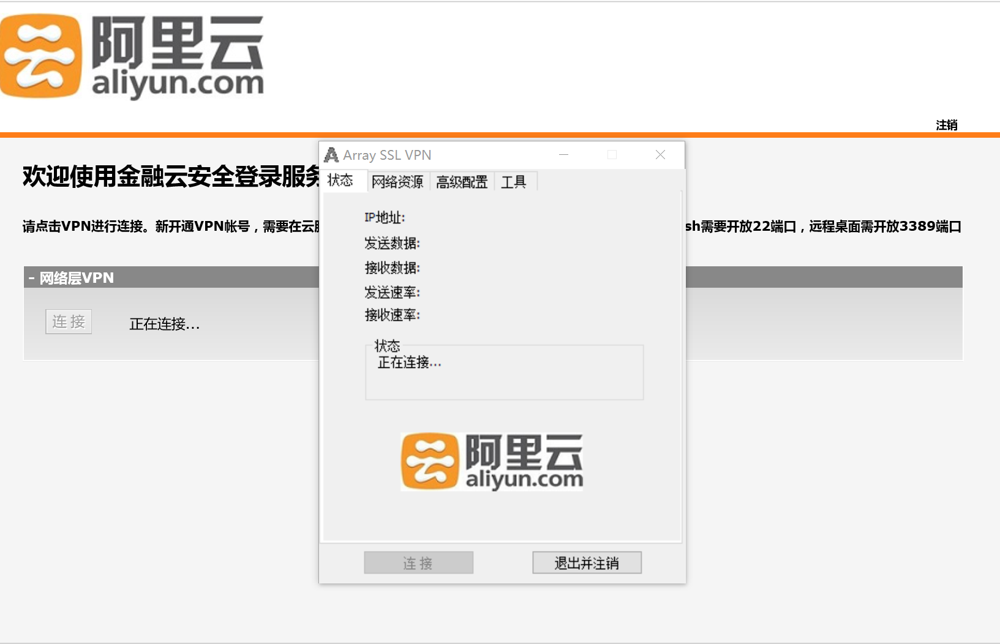 阿里云
aliyun.com
注销
欢迎使用金融云安全登录服务
请点击VPN进行连接。新开通VPN帐号，需要在云
sh需要开放22端口，远程桌面需开放3389端口
- 网络层VPN
连 接
正在连接...
Array SSL VPN
状态
网络资源
高级配置
工具
IP地址:
发送数据:
接收数据:
发送速率:
接收速率:
状态
正在连接...
阿里云
aliyun.com
连 接
退出并注销